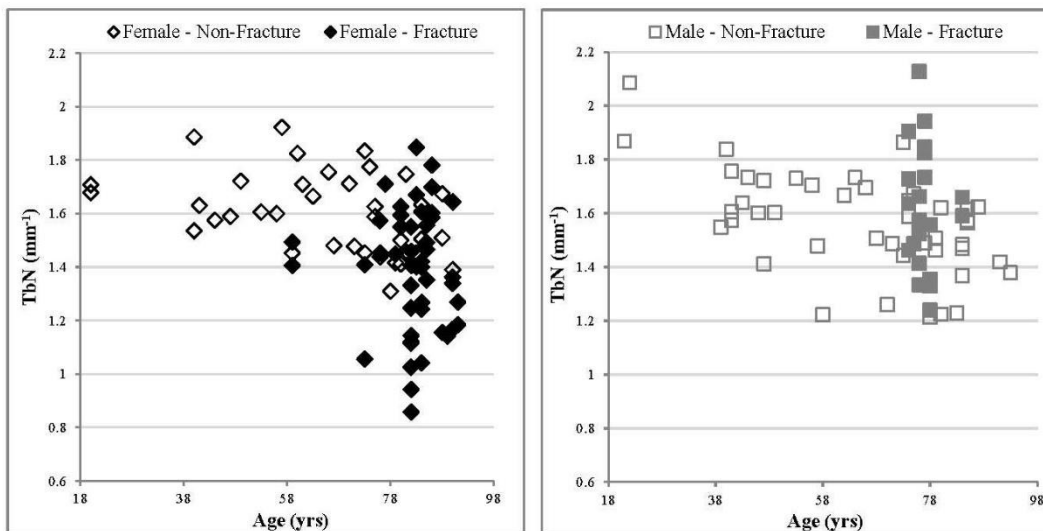 Female - Non-Fracture Female - Fracture
2.2
2
1.8
1.6
1.4
1.2
1
0.8
0.6
TbN (mm-1)
18 38 58 78 98
Age (yrs)
Male - Non-Fracture Male - Fracture
2.2
2
1.8
1.6
1.4
1.2
1
0.8
0.6
TbN (mm-1)
18 38 58 78 98
Age (yrs)